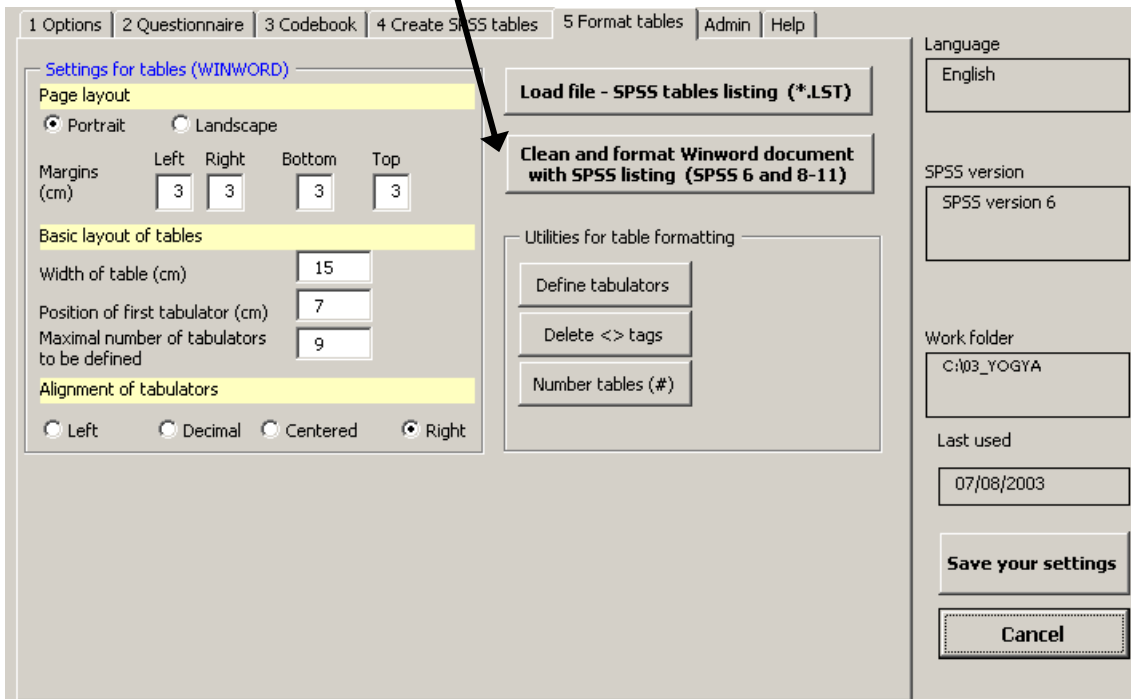 1 Options 2 Questionnaire 3 Codebook 4 Create SPSS tables 5 Format tables Admin Help
Settings for tables (WINWORD)
Page layout
Portrait Landscape
Left Right Bottom Top
Margins
(cm)
3 3 3 3
Basic layout of tables
Width of table (cm) 15
Position of first tabulator (cm) 7
Maximal number of tabulators
to be defined
9
Alignment of tabulators
Left Decimal Centered Right
Load file - SPSS tables listing (*.LST)
Clean and format Winword document
with SPSS listing (SPSS 6 and 8-11)
Utilities for table formatting
Define tabulators
Delete <> tags
Number tables (#)
Language
English
SPSS version
SPSS version 6
Work folder
C:\03_YOGYA
Last used
07/08/2003
Save your settings
Cancel